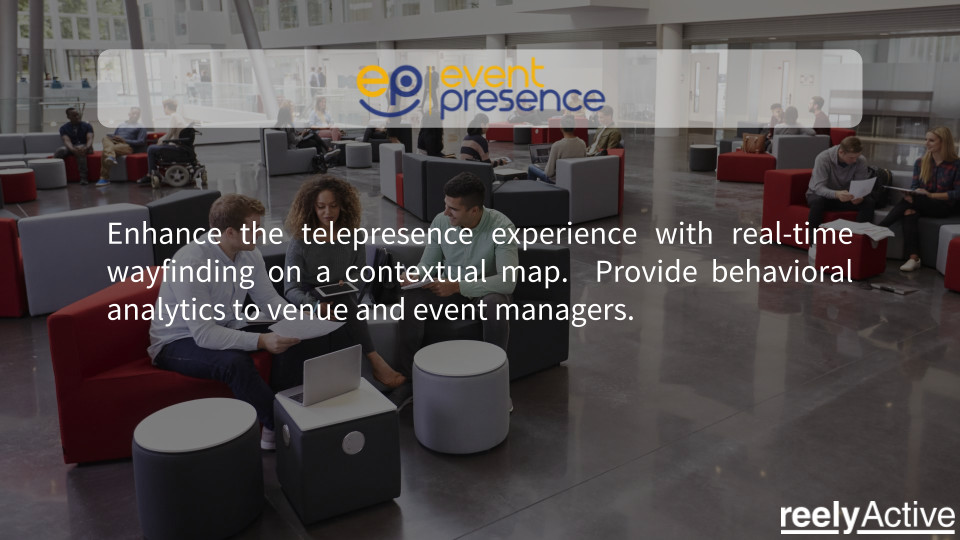 ep event
presence
Enhance the telepresence experience with real-time
wayfinding on a contextual map. Provide behavioral
analytics to venue and event managers.
reelyActive